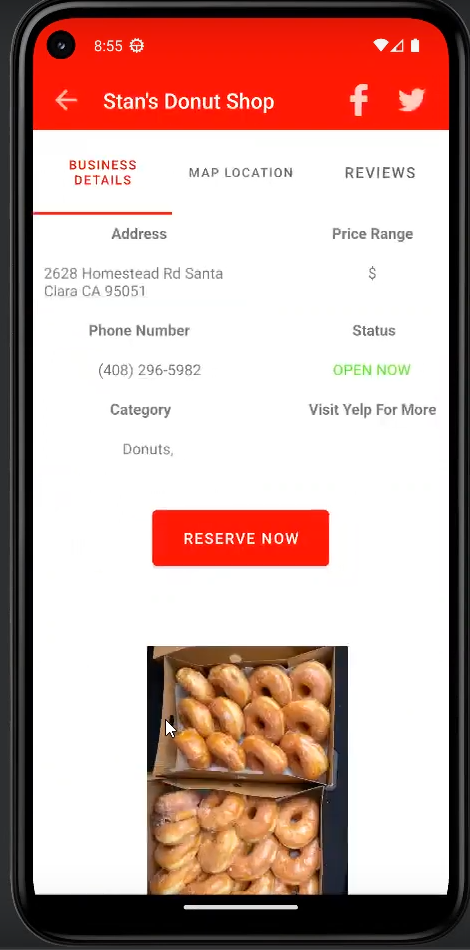 8:55
Stan's Donut Shop
BUSINESS
DETAILS
MAP LOCATION
REVIEWS
Address
Price Range
2628 Homestead Rd Santa
Clara CA 95051
$
Phone Number
Status
(408) 296-5982
OPEN NOW
Category
Visit Yelp For More
Donuts,
RESERVE NOW